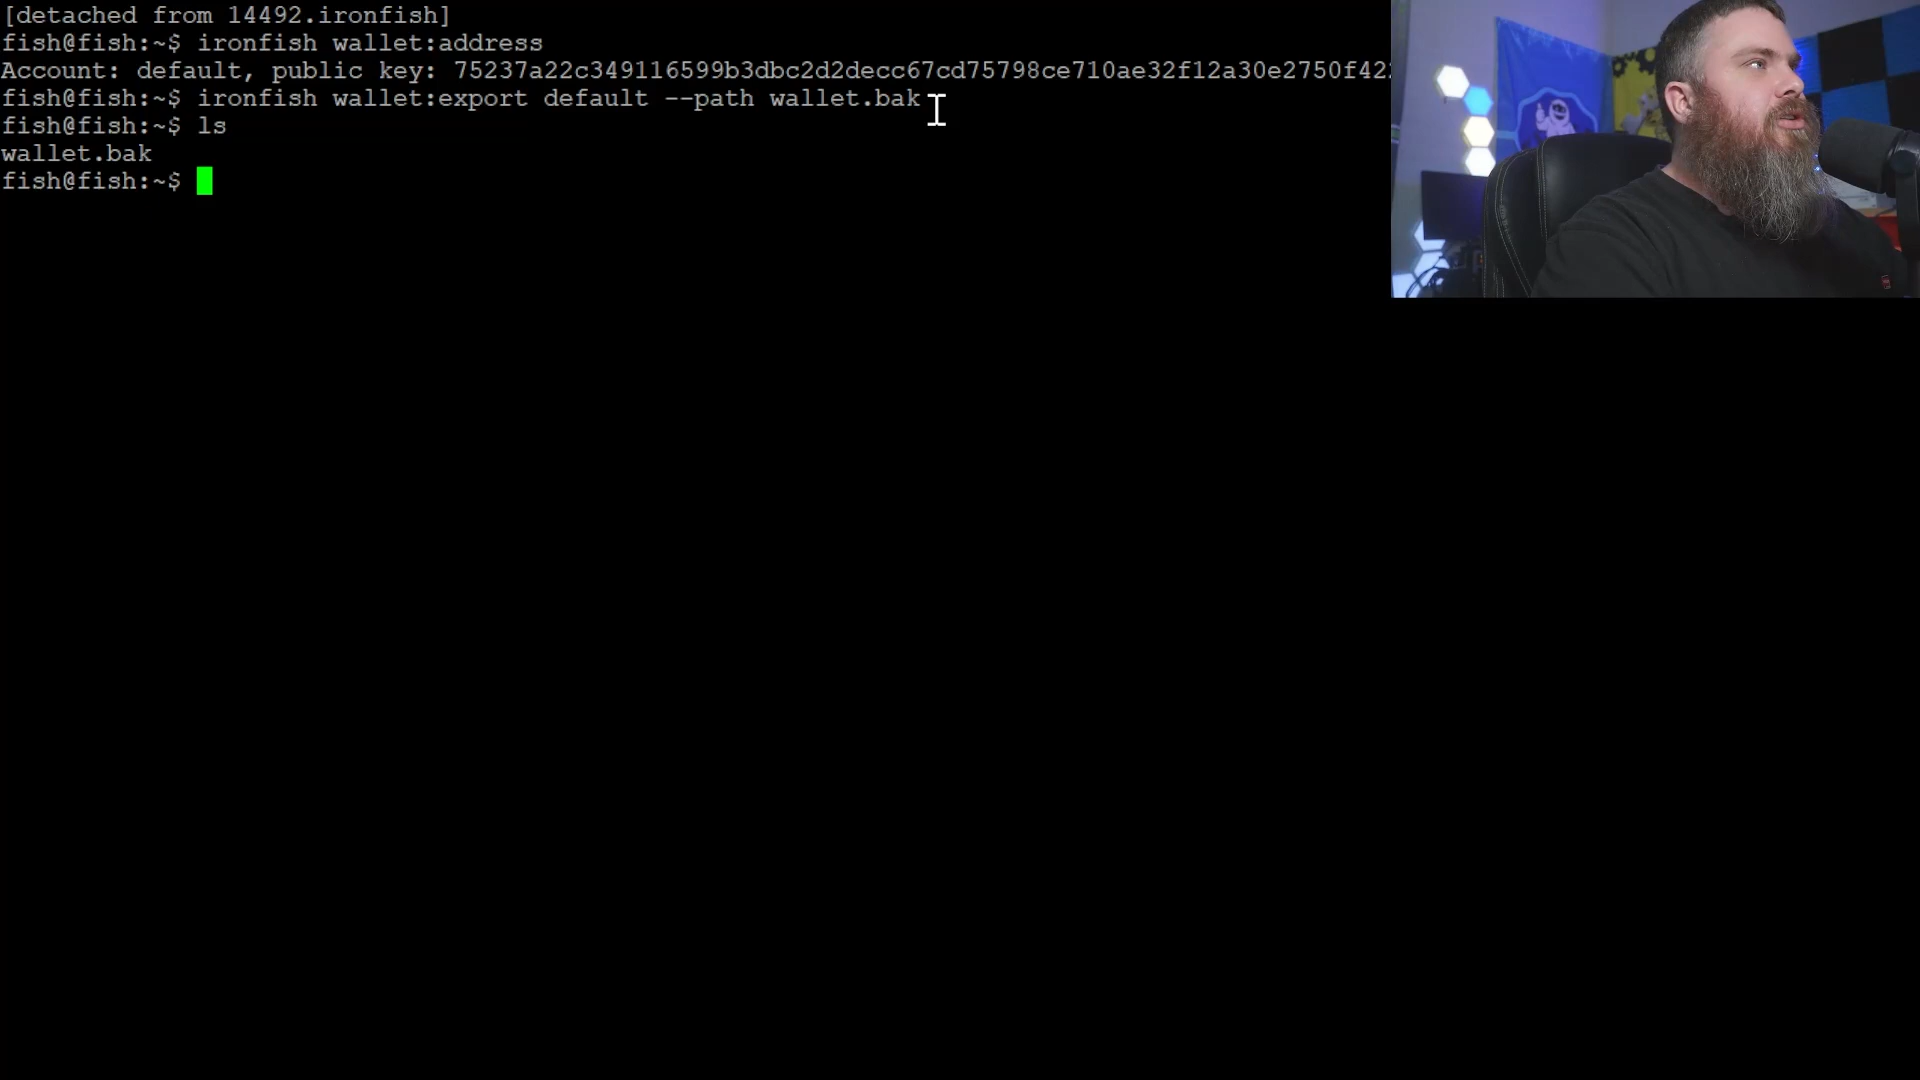 [detached from 14492.ironfish]
fish@fish:~$ ironfish wallet:address
Account: default, public key: 75237a22c349116599b3dbc2d2decc67cd75798ce710ae32f12a30e2750f42
fish@fish:~$ ironfish wallet:export default --path wallet.bak
fish@fish:~$ ls
wallet.bak
fish@fish:~$